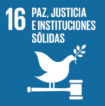 16 PAZ, JUSTICIA
E INSTITUCIONES
SÓLIDAS